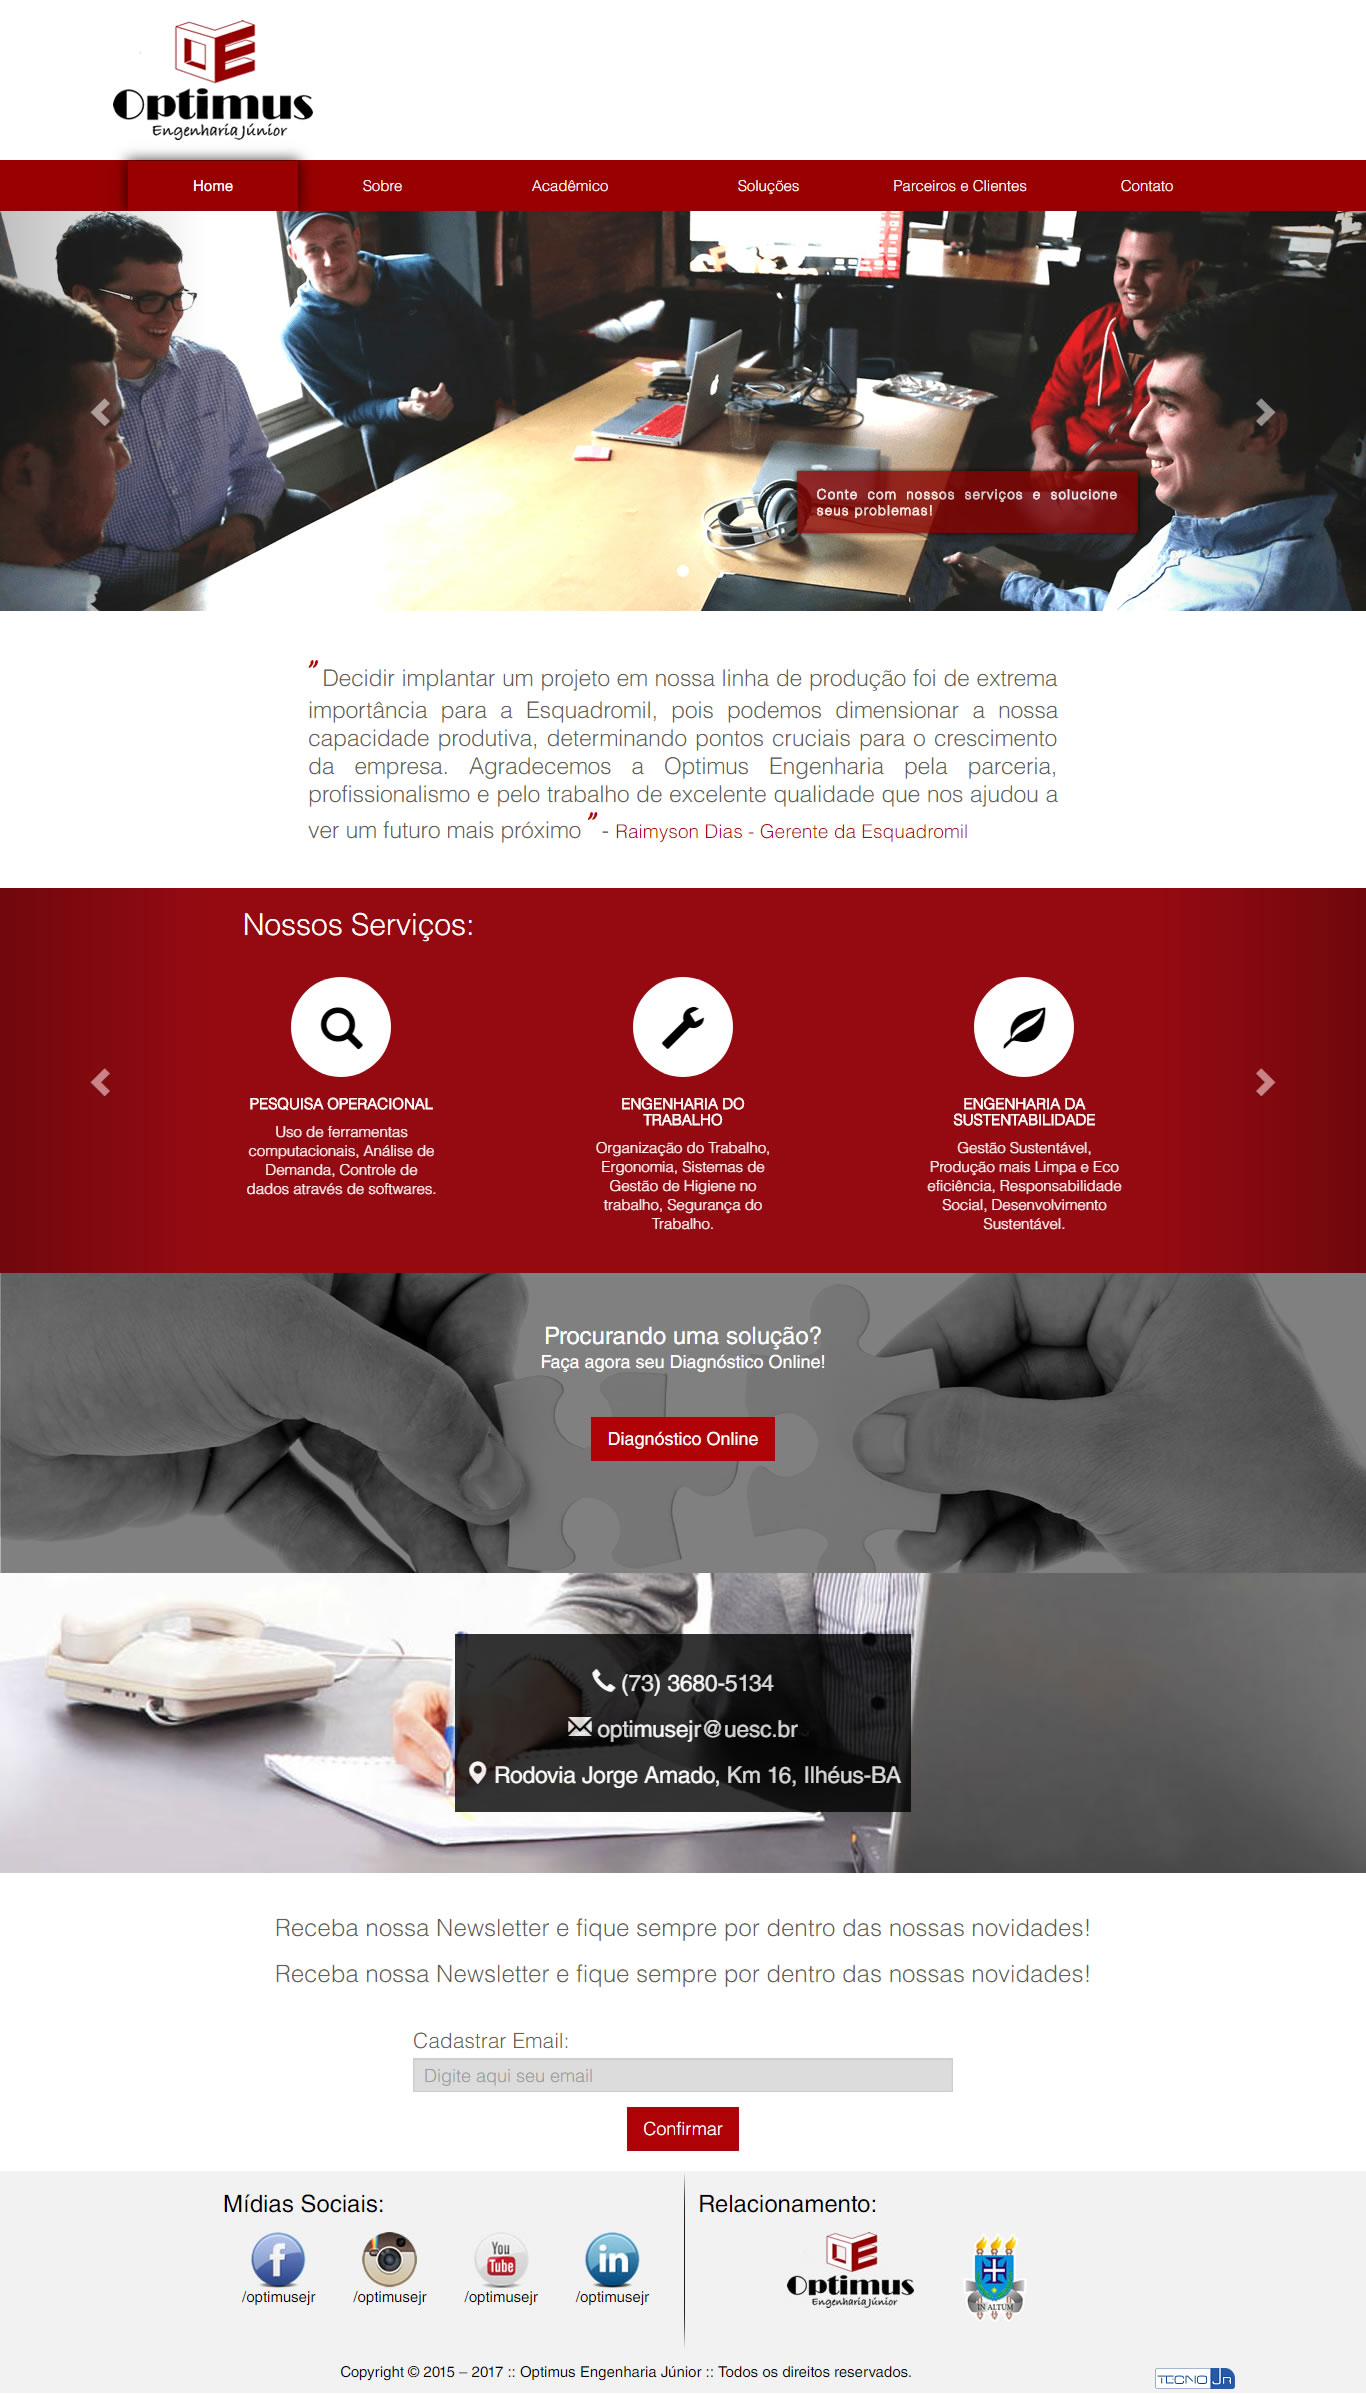 Optimus
Engenharia Júnior
Home
Sobre
Acadêmico
Soluções
Parceiros e Clientes
Contato
Conte com nossos serviços e solucione
seus problemas!
” Decidir implantar um projeto em nossa linha de produção foi de extrema
importância para a Esquadromil, pois podemos dimensionar a nossa
capacidade produtiva, determinando pontos cruciais para o crescimento
da empresa. Agradecemos a Optimus Engenharia pela parceria,
profissionalismo e pelo trabalho de excelente qualidade que nos ajudou a
ver um futuro mais próximo ” - Raimyson Dias - Gerente da Esquadromil
Nossos Serviços:
PESQUISA OPERACIONAL
Uso de ferramentas
computacionais, Análise de
Demanda, Controle de
dados através de softwares.
ENGENHARIA DO
TRABALHO
Organização do Trabalho,
Ergonomia, Sistemas de
Gestão de Higiene no
trabalho, Segurança do
Trabalho.
ENGENHARIA DA
SUSTENTABILIDADE
Gestão Sustentável,
Produção mais Limpa e Eco
eficiência, Responsabilidade
Social, Desenvolvimento
Sustentável.
Procurando uma solução?
Faça agora seu Diagnóstico Online!
Diagnóstico Online
(73) 3680-5134
optimusejr@uesc.br
Rodovia Jorge Amado, Km 16, Ilhéus-BA
Receba nossa Newsletter e fique sempre por dentro das nossas novidades!
Receba nossa Newsletter e fique sempre por dentro das nossas novidades!
Cadastrar Email:
Digite aqui seu email
Confirmar
Mídias Sociais:
You
Tube
in
/optimusejr
/optimusejr
/optimusejr
/optimusejr
Relacionamento:
Optimus
Engenharia Júnior
IN ALTUM
Copyright © 2015 – 2017 :: Optimus Engenharia Júnior :: Todos os direitos reservados.
TECNO Jr